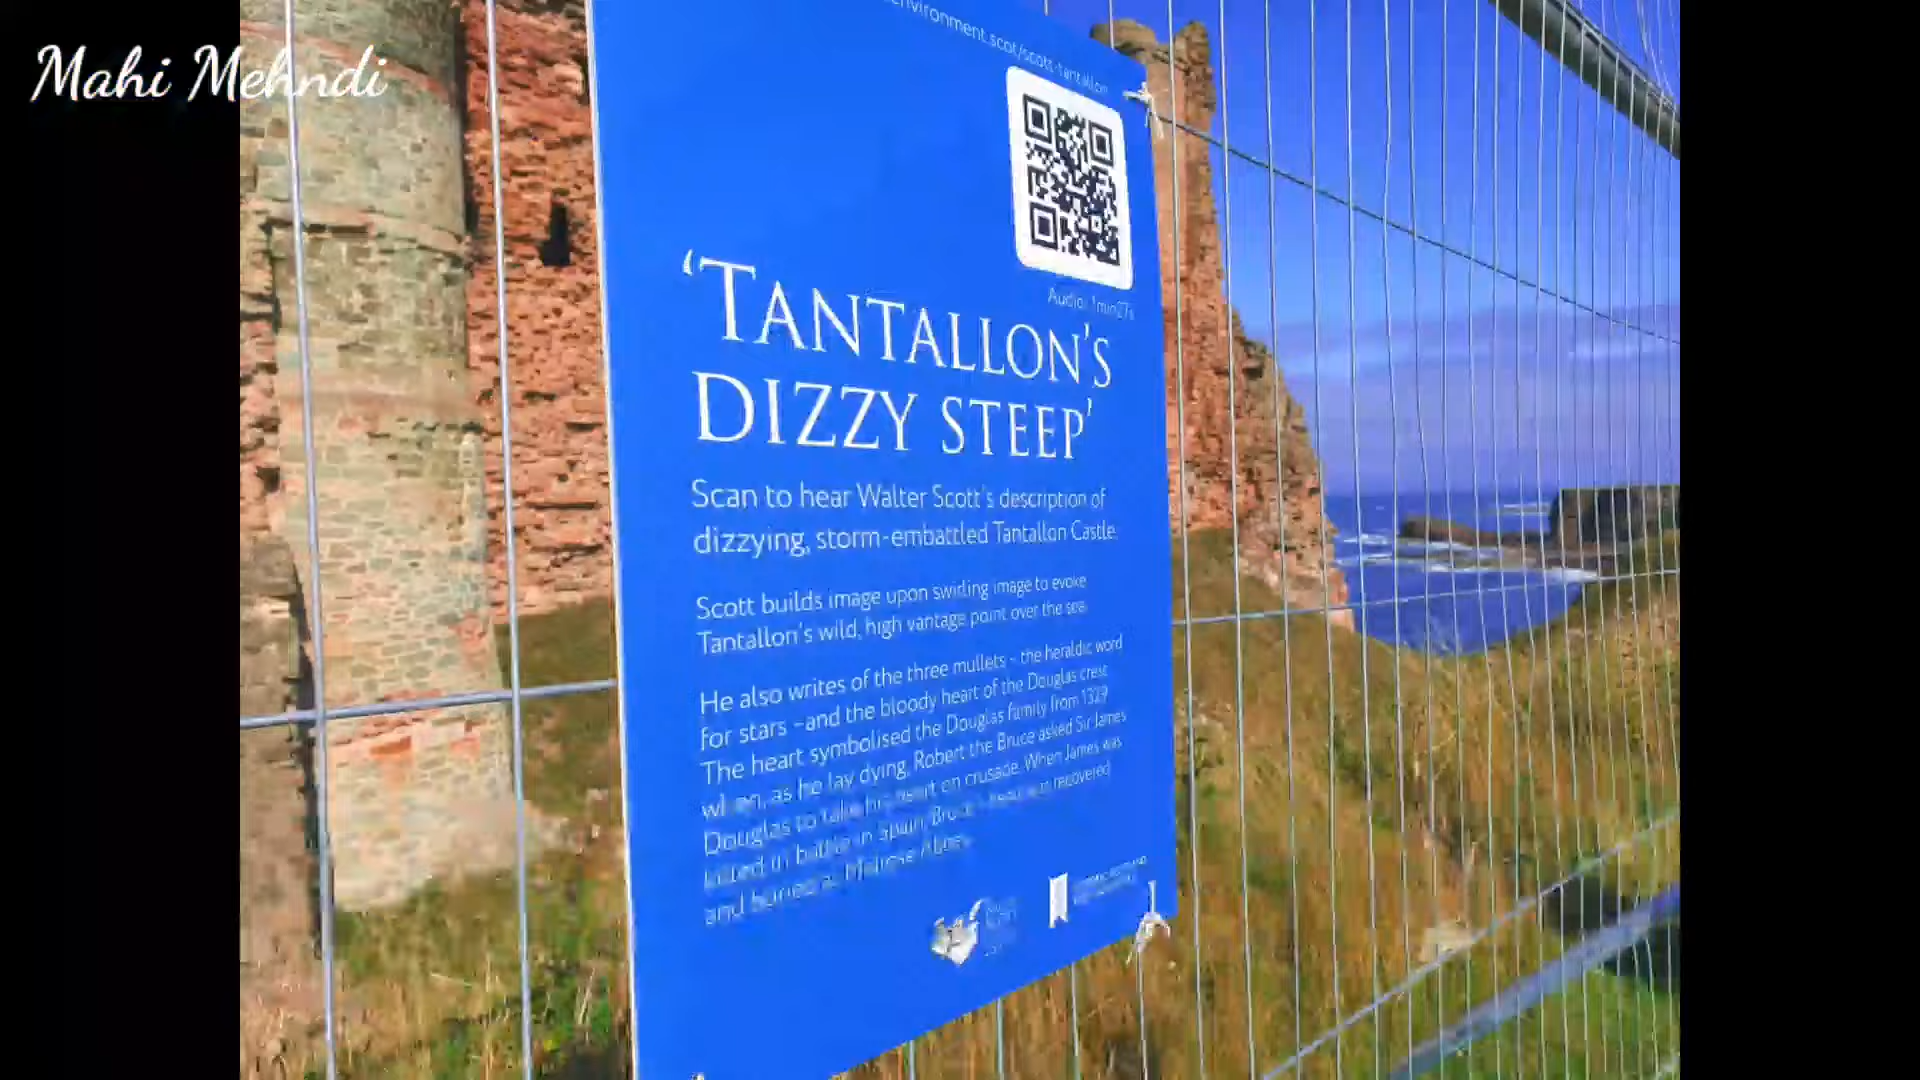 Mahi Mehndi
environment.scot/scott-tantallon
Audio: 1min27s
‘TANTALLON’S
DIZZY STEEP’
Scan to hear Walter Scott’s description of
dizzying, storm-embattled Tantallon Castle.
Scott builds image upon swirling image to evoke
Tantallon’s wild, high vantage point over the sea.
He also writes of the three mullets – the heraldic word
for stars –and the bloody heart of the Douglas crest.
The heart symbolised the Douglas family from 1329
when, as he lay dying, Robert the Bruce asked Sir James
Douglas to take his heart on crusade. When James was
killed in battle in Spain, Bruce’s heart was recovered
and buried at Melrose Abbey.